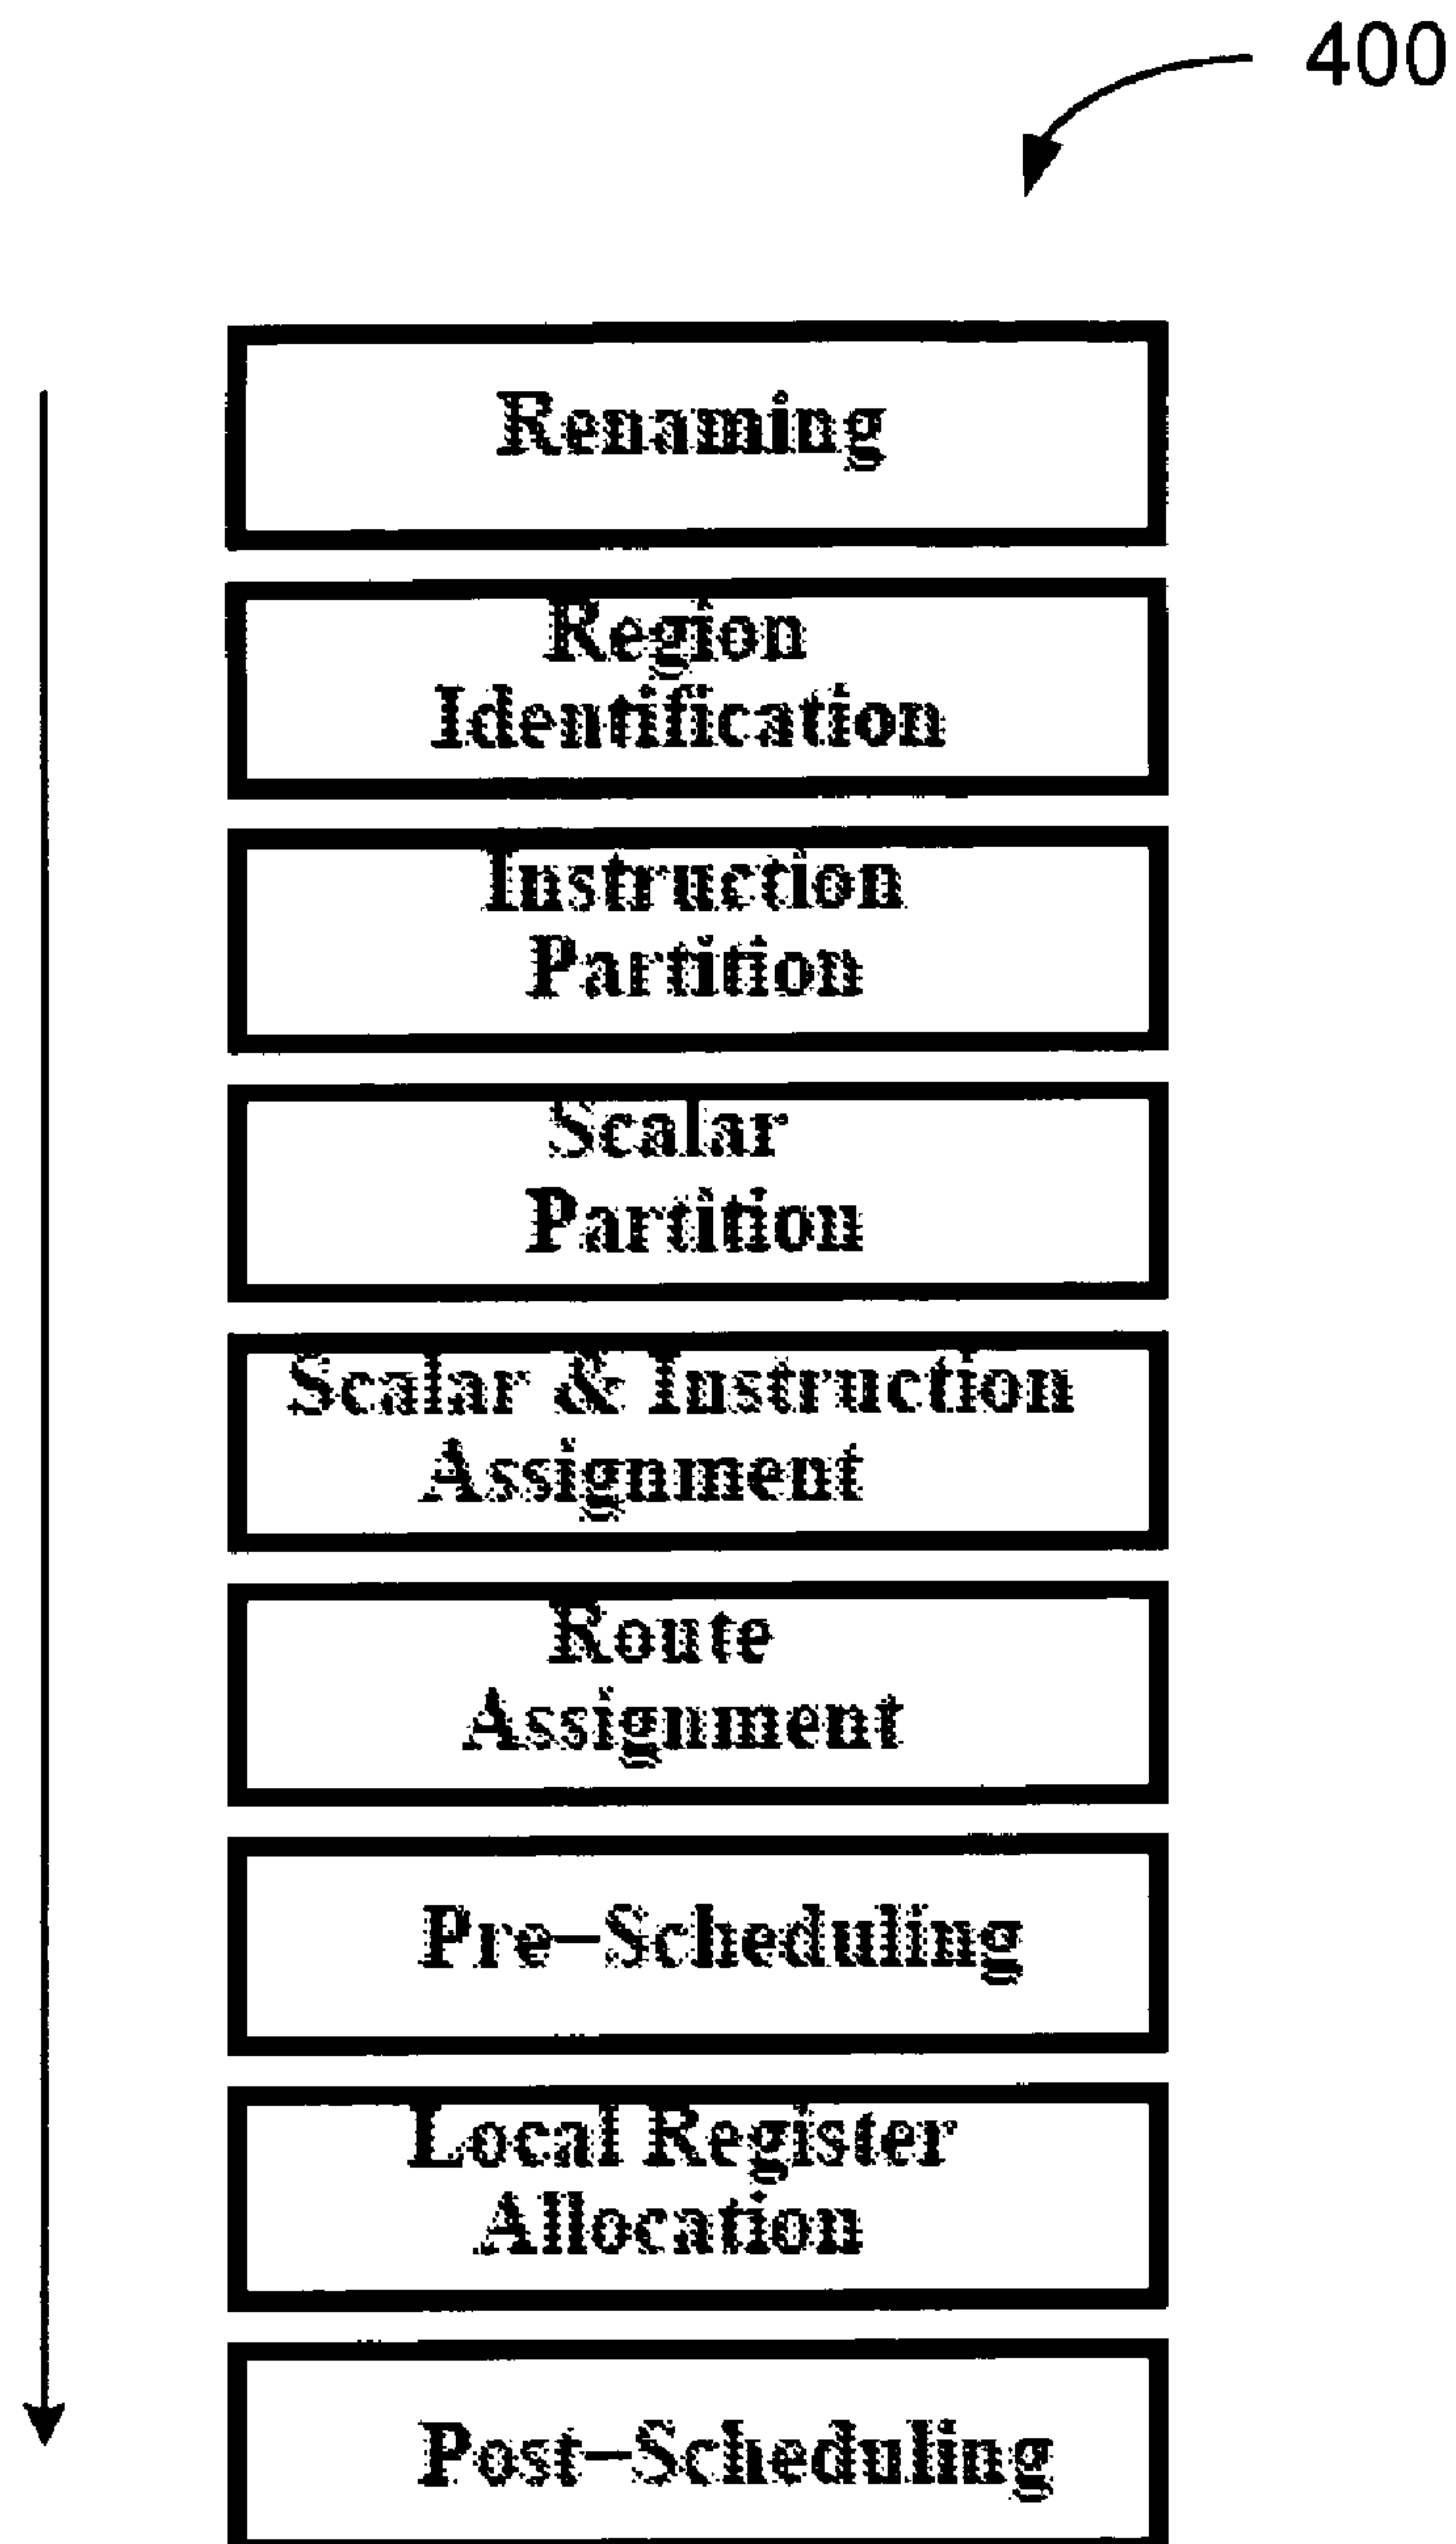 400
Renaming
Region
Identification
Instruction
Partition
Scalar
Partition
Scalar & Instruction
Assignment
Route
Assignment
Pre-Scheduling
Local Register
Allocation
Post-Scheduling